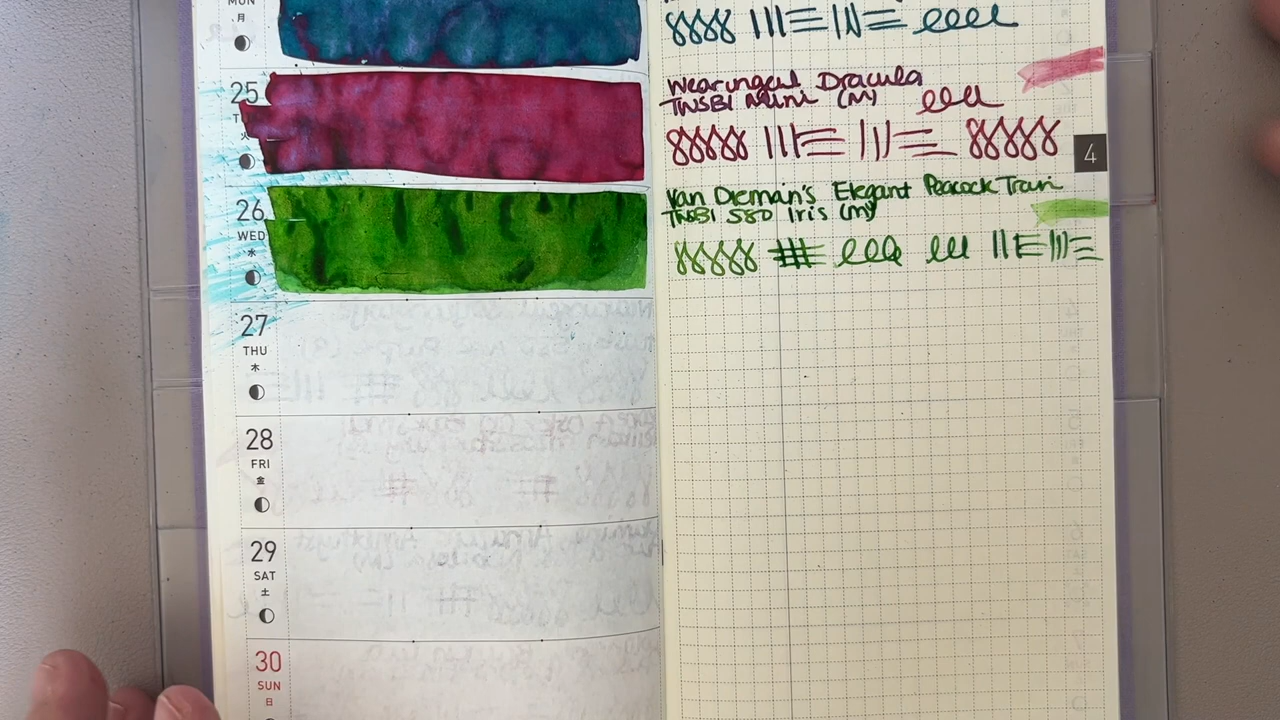 MON
月
25
火
26
WED
水
27
THU
木
28
FRI
金
29
SAT
土
30
SUN
日
Wearingeul Dracula
TWSBI Mini (M)
4
Van Dieman's Elegant Peacock Train
TWSBI 580 Iris (M)